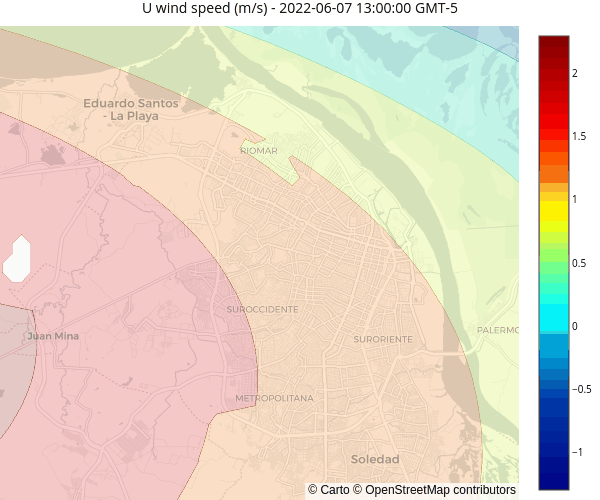 U wind speed (m/s) - 2022-06-07 13:00:00 GMT-5
Eduardo Santos
- La Playa
RIOMAR
SUROCCIDENTE
Juan Mina
SURORIENTE
PALERMO
METROPOLITANA
Soledad
© Carto © OpenStreetMap contributors
2
1.5
1
0.5
0
−0.5
−1